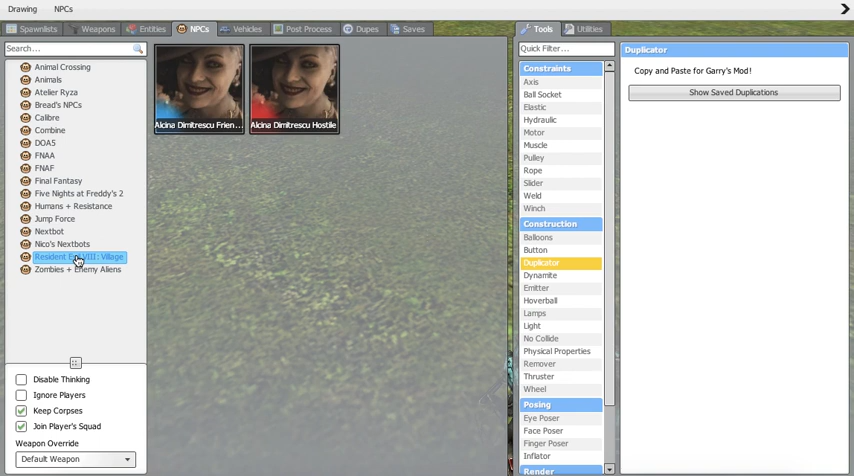 Drawing NPCs
Spawnlists Weapons Entities NPCs Vehicles Post Process Dupes Saves
Search...
Animal Crossing
Animals
Atelier Ryza
Bread's NPCs
Calibre
Combine
DOA5
FNAA
FNAF
Final Fantasy
Five Nights at Freddy's 2
Humans + Resistance
Jump Force
Nextbot
Nico's Nextbots
Resident Evil VIII: Village
Zombies + Enemy Aliens
Disable Thinking
Ignore Players
Keep Corpses
Join Player's Squad
Weapon Override
Default Weapon
Alcina Dimitrescu Frien...
Alcina Dimitrescu Hostile
Tools Utilities
Quick Filter...
Constraints
Axis
Ball Socket
Elastic
Hydraulic
Motor
Muscle
Pulley
Rope
Slider
Weld
Winch
Construction
Balloons
Button
Duplicator
Dynamite
Emitter
Hoverball
Lamps
Light
No Collide
Physical Properties
Remover
Thruster
Wheel
Posing
Eye Poser
Face Poser
Finger Poser
Inflator
Render
Duplicator
Copy and Paste for Garry's Mod!
Show Saved Duplications